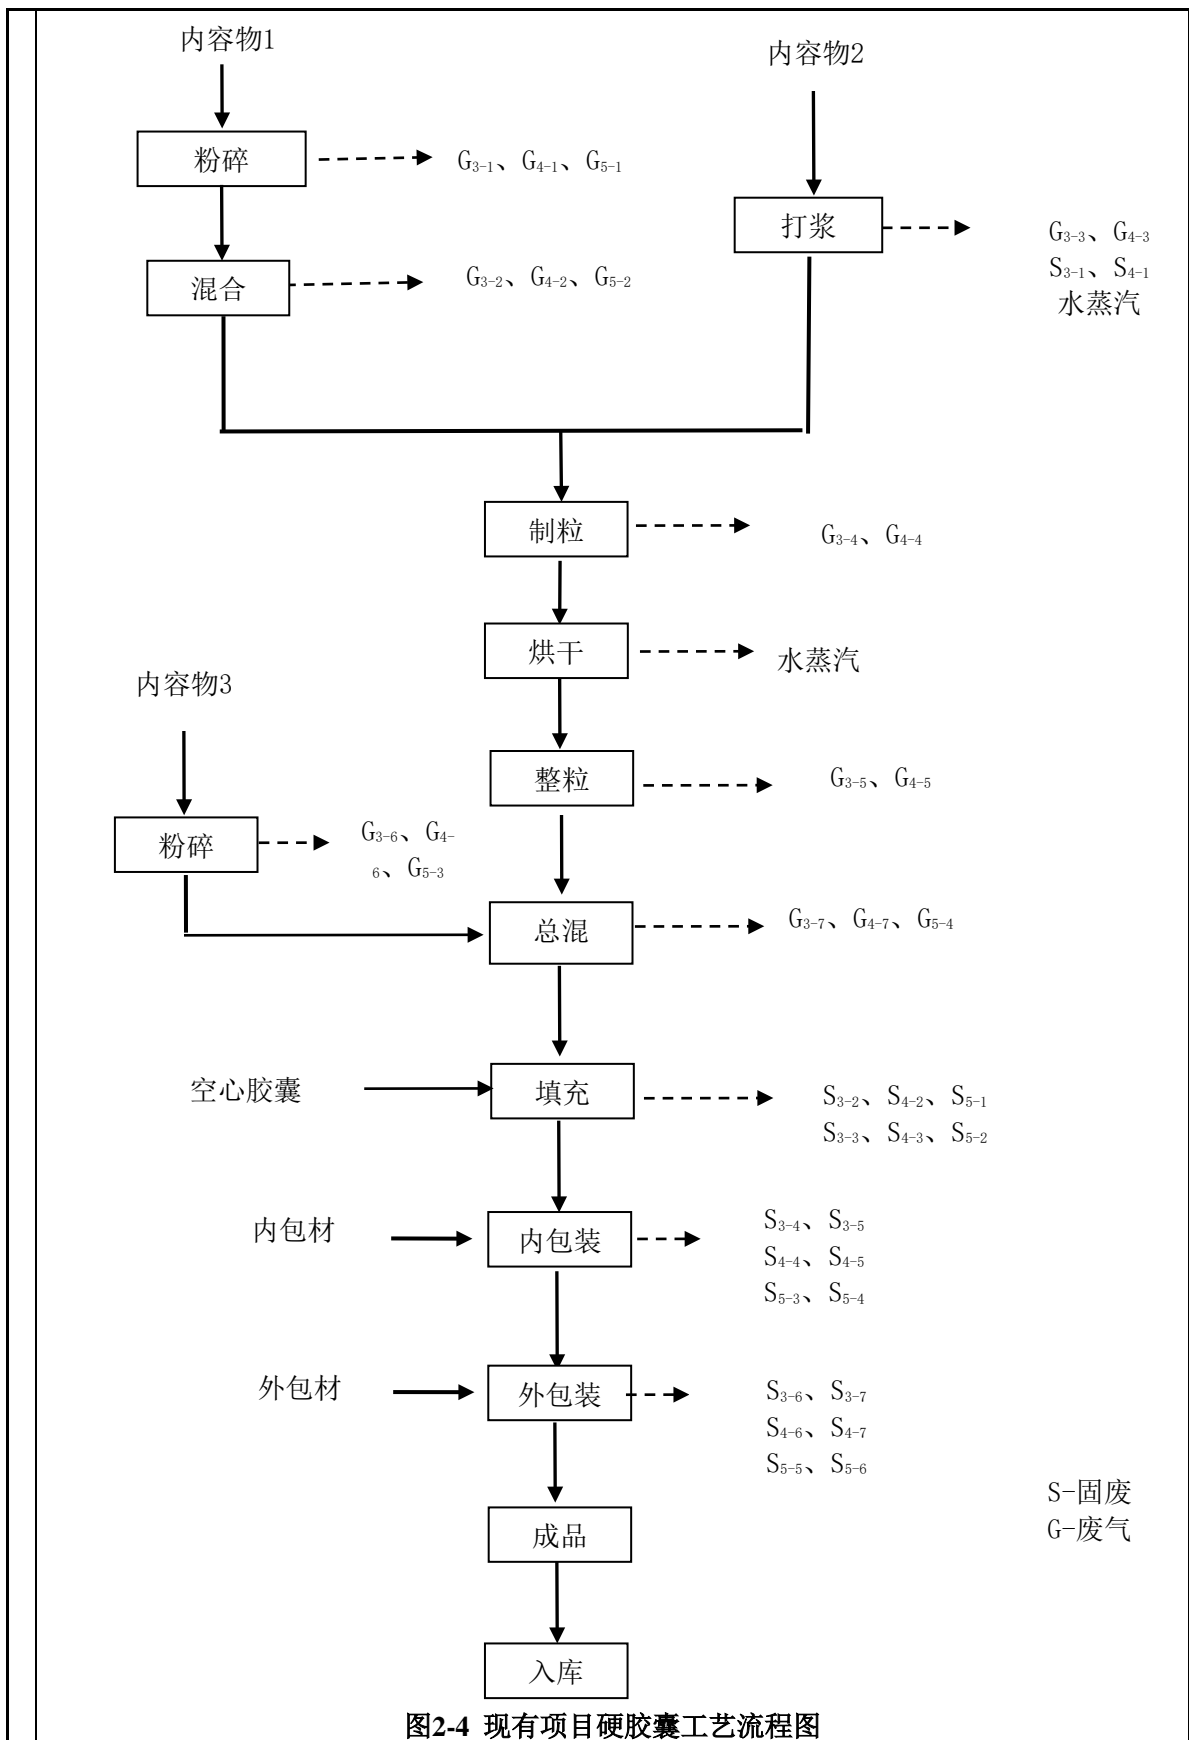 内容物1
内容物2
粉碎
G3-1、G4-1、G5-1
打浆
G3-3、G4-3
S3-1、S4-1
水蒸汽
混合
G3-2、G4-2、G5-2
制粒
G3-4、G4-4
烘干
水蒸汽
内容物3
整粒
G3-5、G4-5
粉碎
G3-6、G4-
6、G5-3
总混
G3-7、G4-7、G5-4
空心胶囊
填充
S3-2、S4-2、S5-1
S3-3、S4-3、S5-2
内包材
内包装
S3-4、S3-5
S4-4、S4-5
S5-3、S5-4
外包材
外包装
S3-6、S3-7
S4-6、S4-7
S5-5、S5-6
S-固废
G-废气
成品
入库
图2-4 现有项目硬胶囊工艺流程图